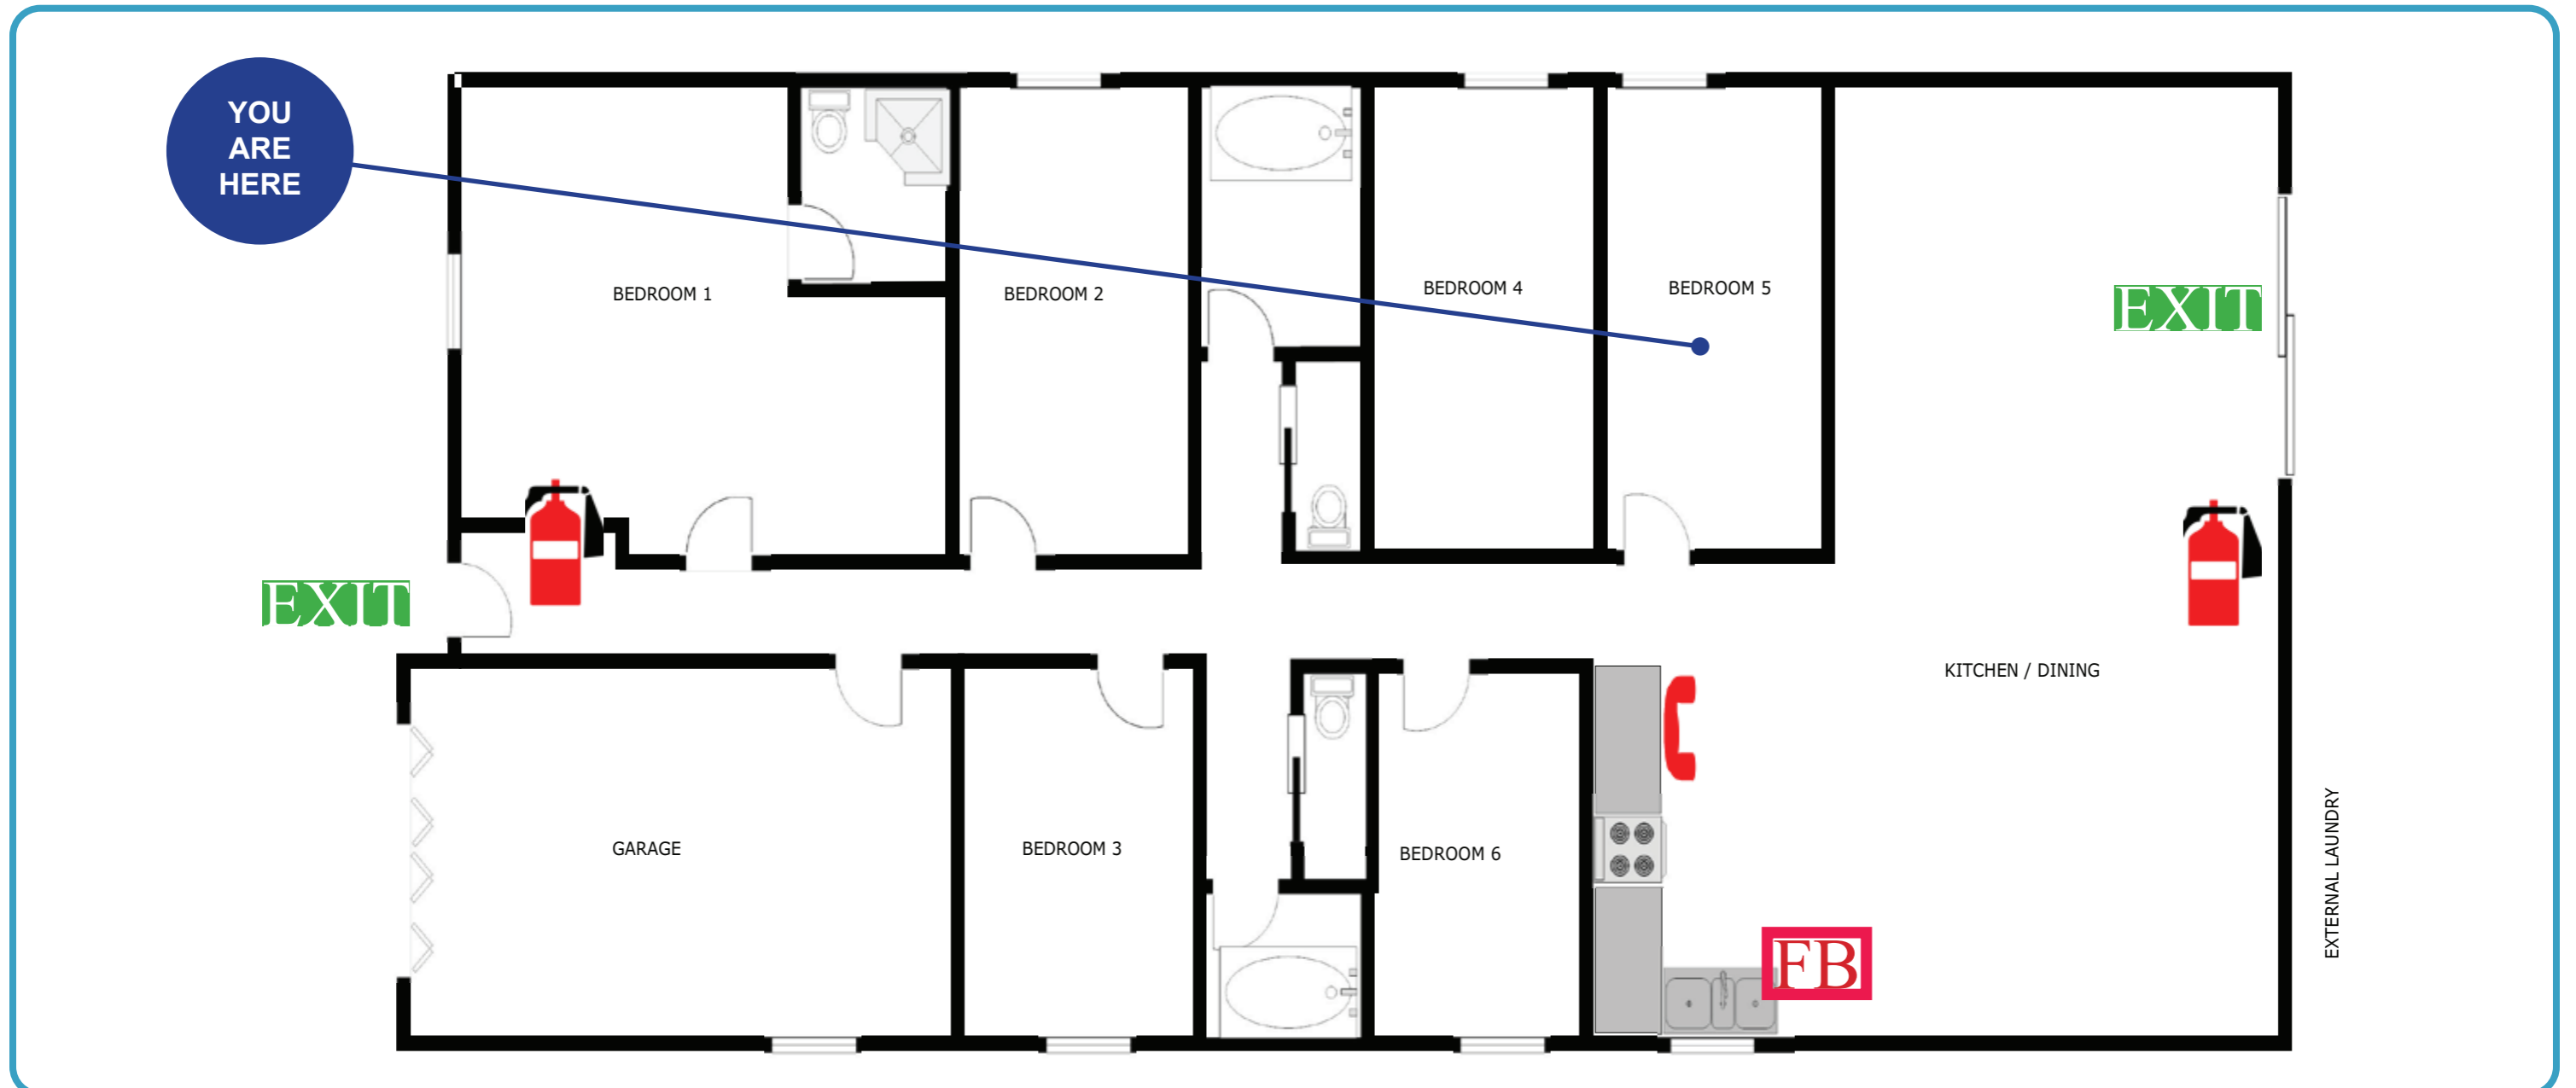 YOU
ARE
HERE
BEDROOM 1
BEDROOM 2
BEDROOM 4
BEDROOM 5
EXIT
EXIT
KITCHEN / DINING
GARAGE
BEDROOM 3
BEDROOM 6
EXTERNAL LAUNDRY
FB